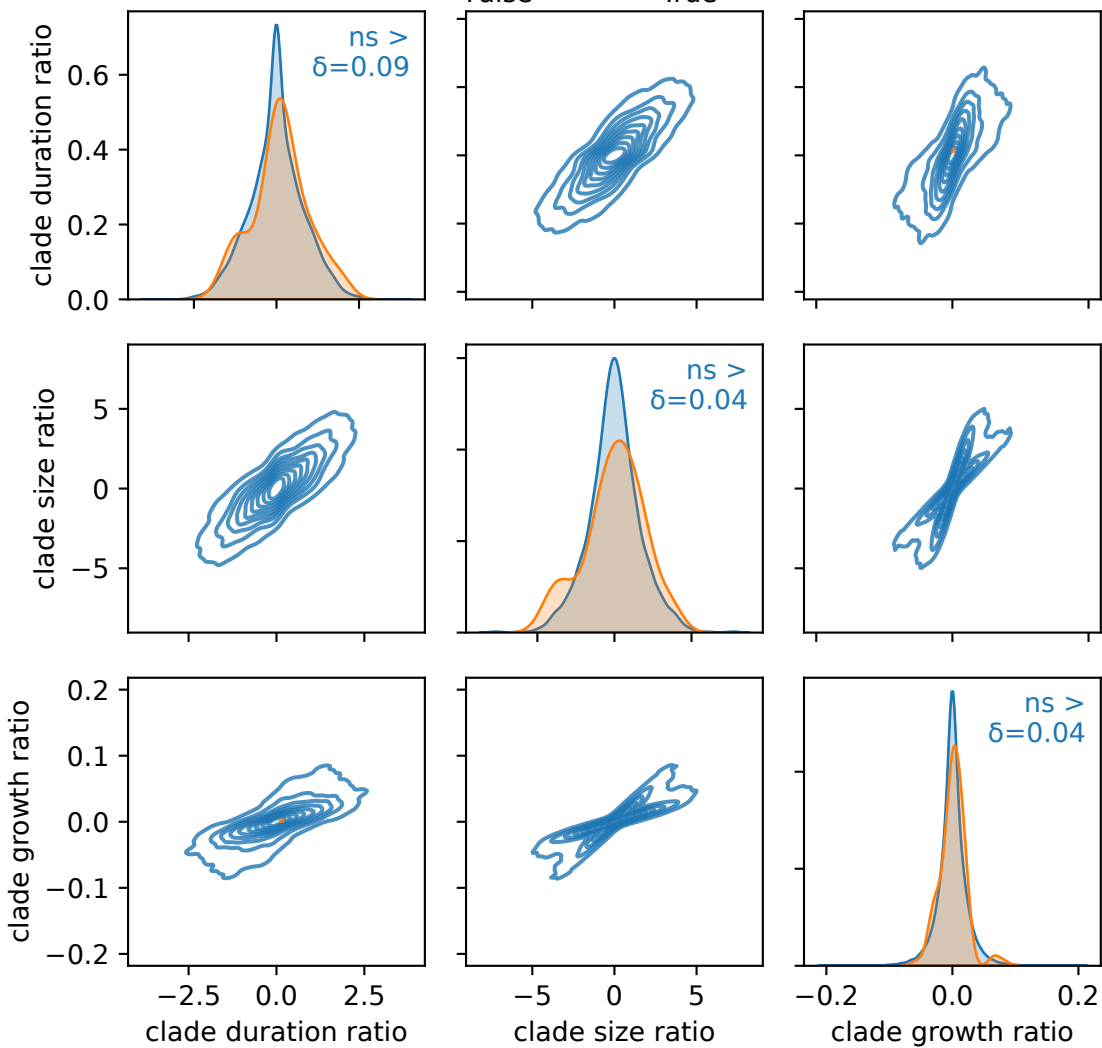 ns >
δ=0.09
clade duration ratio
0.6
0.4
0.2
0.0
ns >
δ=0.04
clade size ratio
5
0
−5
ns >
δ=0.04
clade growth ratio
0.2
0.1
0.0
−0.1
−0.2
−2.5 0.0 2.5
−5 0 5
−0.2 0.0 0.2
clade duration ratio
clade size ratio
clade growth ratio